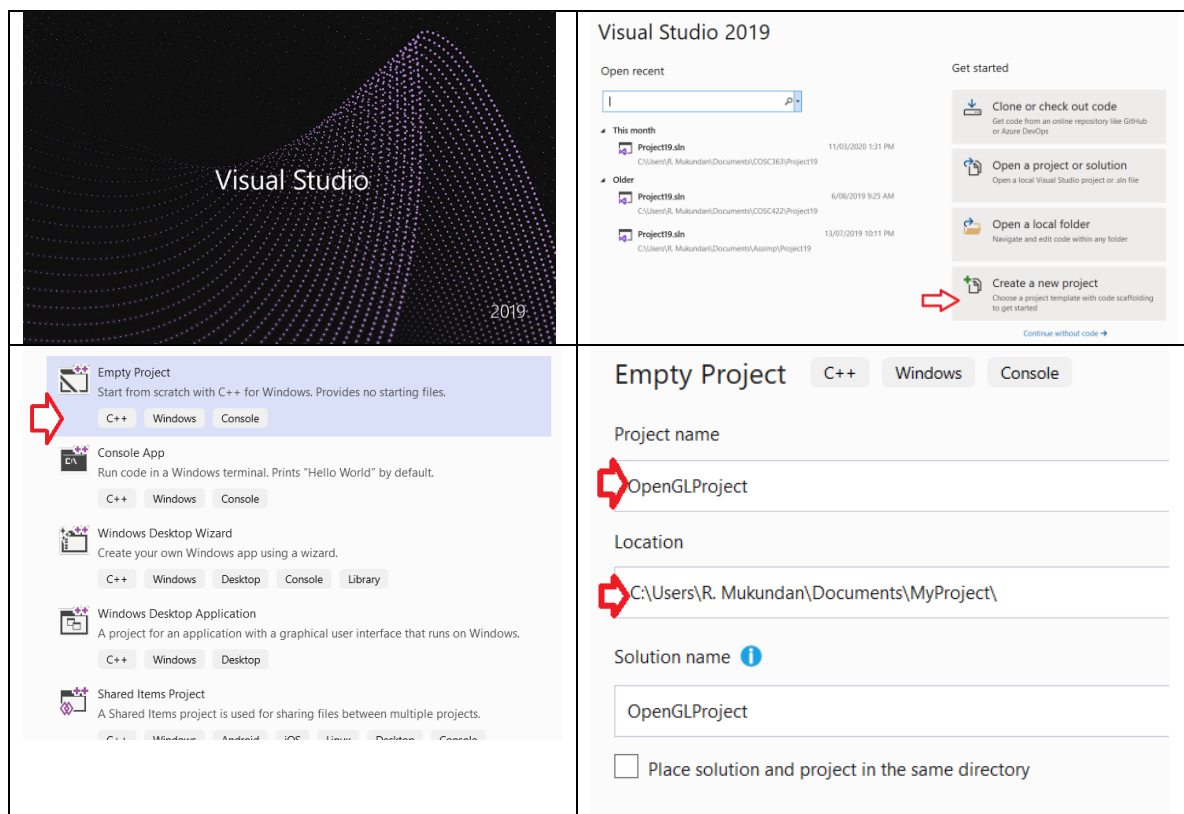 Visual Studio
2019
Visual Studio 2019
Open recent
This month
Project19.sln 11/03/2020 1:31 PM
C:\Users\R. Mukundan\Documents\COSC363\Project19
Older
Project19.sln 6/08/2019 9:25 AM
C:\Users\R. Mukundan\Documents\COSC422\Project19
Project19.sln 13/07/2019 10:11 PM
C:\Users\R. Mukundan\Documents\Assimp\Project19
Get started
Clone or check out code
Get code from an online repository like GitHub
or Azure DevOps
Open a project or solution
Open a local Visual Studio project or .sln file
Open a local folder
Navigate and edit code within any folder
Create a new project
Choose a project template with code scaffolding
to get started
Continue without code →
Empty Project
Start from scratch with C++ for Windows. Provides no starting files.
C++ Windows Console
Console App
Run code in a Windows terminal. Prints "Hello World" by default.
C++ Windows Console
Windows Desktop Wizard
Create your own Windows app using a wizard.
C++ Windows Desktop Console Library
Windows Desktop Application
A project for an application with a graphical user interface that runs on Windows.
C++ Windows Desktop
Shared Items Project
A Shared Items project is used for sharing files between multiple projects.
C++ Windows Android iOS Linux Desktop Console
Empty Project C++ Windows Console
Project name
OpenGLProject
Location
C:\Users\R. Mukundan\Documents\MyProject\
Solution name
OpenGLProject
Place solution and project in the same directory